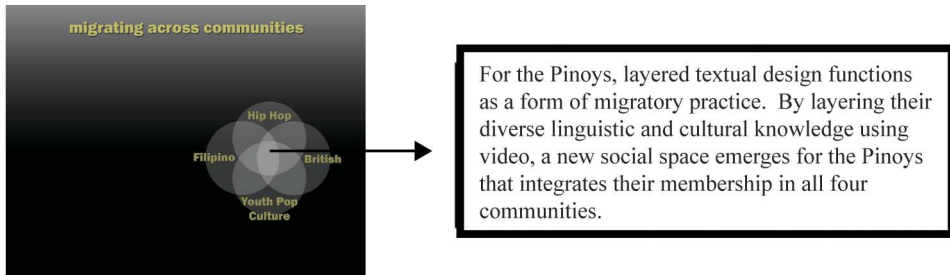 migrating across communities
Hip Hop
Filipino
British
Youth Pop
Culture
For the Pinoys, layered textual design functions
as a form of migratory practice.  By layering their
diverse linguistic and cultural knowledge using
video, a new social space emerges for the Pinoys
that integrates their membership in all four
communities.